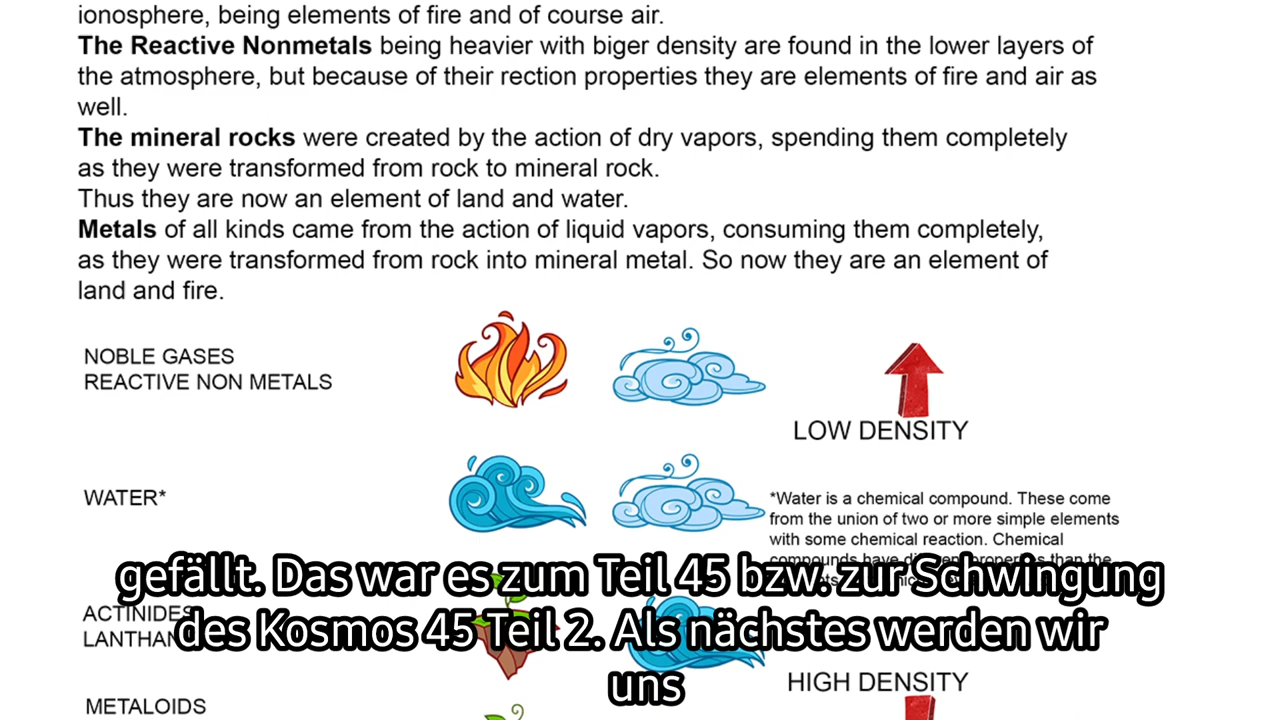 ionosphere, being elements of fire and of course air.
The Reactive Nonmetals being heavier with biger density are found in the lower layers of
the atmosphere, but because of their rection properties they are elements of fire and air as
well.
The mineral rocks were created by the action of dry vapors, spending them completely
as they were transformed from rock to mineral rock.
Thus they are now an element of land and water.
Metals of all kinds came from the action of liquid vapors, consuming them completely,
as they were transformed from rock into mineral metal. So now they are an element of
land and fire.
NOBLE GASES
REACTIVE NON METALS
LOW DENSITY
WATER*
*Water is a chemical compound. These come
from the union of two or more simple elements
with some chemical reaction. Chemical
compounds have than the
ACTINIDES
HIGH DENSITY
METALOIDS
gefällt. Das war es zum Teil 45 bzw. zur Schwingung
des Kosmos 45 Teil 2. Als nächstes werden wir
uns